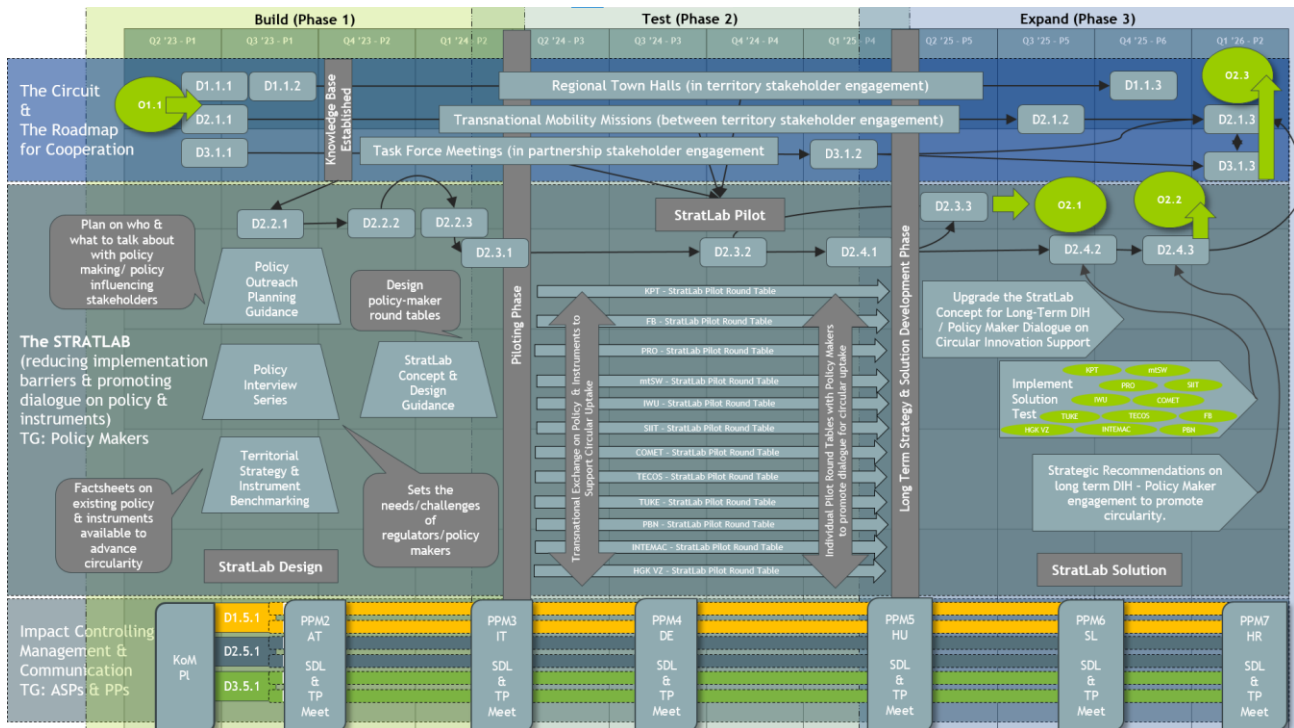 Build (Phase 1)
Test (Phase 2)
Expand (Phase 3)
Q2 '23 - P1
Q3 '23 - P1
Q4 '23 - P2
Q1 '24 - P2
Q2 '24 - P3
Q3 '24 - P3
Q4 '24 - P4
Q1 '25 - P4
Q2 '25 - P5
Q3 '25 - P5
Q4 '25 - P6
Q1 '26 - P2
The Circuit
&
The Roadmap
for Cooperation
O1.1
D1.1.1
D1.1.2
D2.1.1
D3.1.1
Knowledge Base
Established
Regional Town Halls (in territory stakeholder engagement)
Transnational Mobility Missions (between territory stakeholder engagement)
Task Force Meetings (in partnership stakeholder engagement
D3.1.2
D1.1.3
D2.1.2
D2.1.3
D3.1.3
O2.3
Plan on who &
what to talk about
with policy
making/ policy
influencing
stakeholders
D2.2.1
D2.2.2
D2.2.3
D2.3.1
StratLab Pilot
D2.3.2
D2.4.1
D2.3.3
O2.1
O2.2
D2.4.2
D2.4.3
Policy
Outreach
Planning
Guidance
Design
policy-maker
round tables
The STRATLAB
(reducing implementation
barriers & promoting
dialogue on policy &
instruments)
TG: Policy Makers
Policy
Interview
Series
StratLab
Concept &
Design
Guidance
Territorial
Strategy &
Instrument
Benchmarking
Factsheets on
existing policy
& instruments
available to
advance
circularity
Sets the
needs/challenges
of
regulators/policy
makers
StratLab Design
Piloting Phase
Transnational Exchange on Policy & Instruments to
Support Circular Uptake
KPT - StratLab Pilot Round Table
FB - StratLab Pilot Round Table
PRO - StratLab Pilot Round Table
mtSW - StratLab Pilot Round Table
IWU - StratLab Pilot Round Table
SIIT - StratLab Pilot Round Table
COMET - StratLab Pilot Round Table
TECOS - StratLab Pilot Round Table
TUKE - StratLab Pilot Round Table
PBN - StratLab Pilot Round Table
INTEMAC - StratLab Pilot Round Table
HGK VZ - StratLab Pilot Round Table
Individual Pilot Round Tables with Policy Makers
to promote dialogue for circular uptake
Long Term Strategy & Solution Development Phase
Upgrade the StratLab
Concept for Long-Term DIH
/ Policy Maker Dialogue on
Circular Innovation Support
Implement
Solution
Test
KPT
mtSW
PRO
SIIT
IWU
COMET
TUKE
TECOS
FB
HGK VZ
INTEMAC
PBN
Strategic Recommendations on
long term DIH - Policy Maker
engagement to promote
circularity.
StratLab Solution
Impact Controlling
Management &
Communication
TG: ASPs & PPs
KoM
Pl
D1.5.1
D2.5.1
D3.5.1
PPM2
AT
SDL
&
TP
Meet
PPM3
IT
SDL
&
TP
Meet
PPM4
DE
SDL
&
TP
Meet
PPM5
HU
SDL
&
TP
Meet
PPM6
SL
SDL
&
TP
Meet
PPM7
HR
SDL
&
TP
Meet